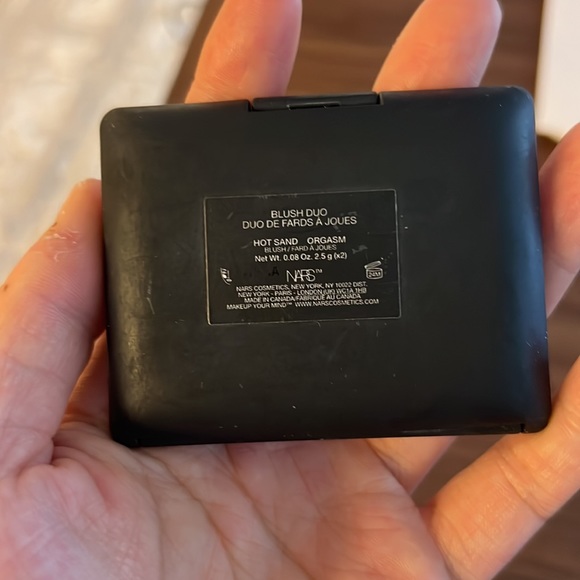 BLUSH DUO
DUO DE FARDS À JOUES
HOT SAND ORGASM
BLUSH / FARD À JOUES
Net Wt. 0.08 Oz. 2.5 g (x2)
NARS™
24M
NARS COSMETICS, NEW YORK, NY 10022 DIST.
NEW YORK - PARIS - LONDON (UK) WC1A 1HB
MADE IN CANADA/FABRIQUÉ AU CANADA
MAKEUP YOUR MIND™ WWW.NARSCOSMETICS.COM